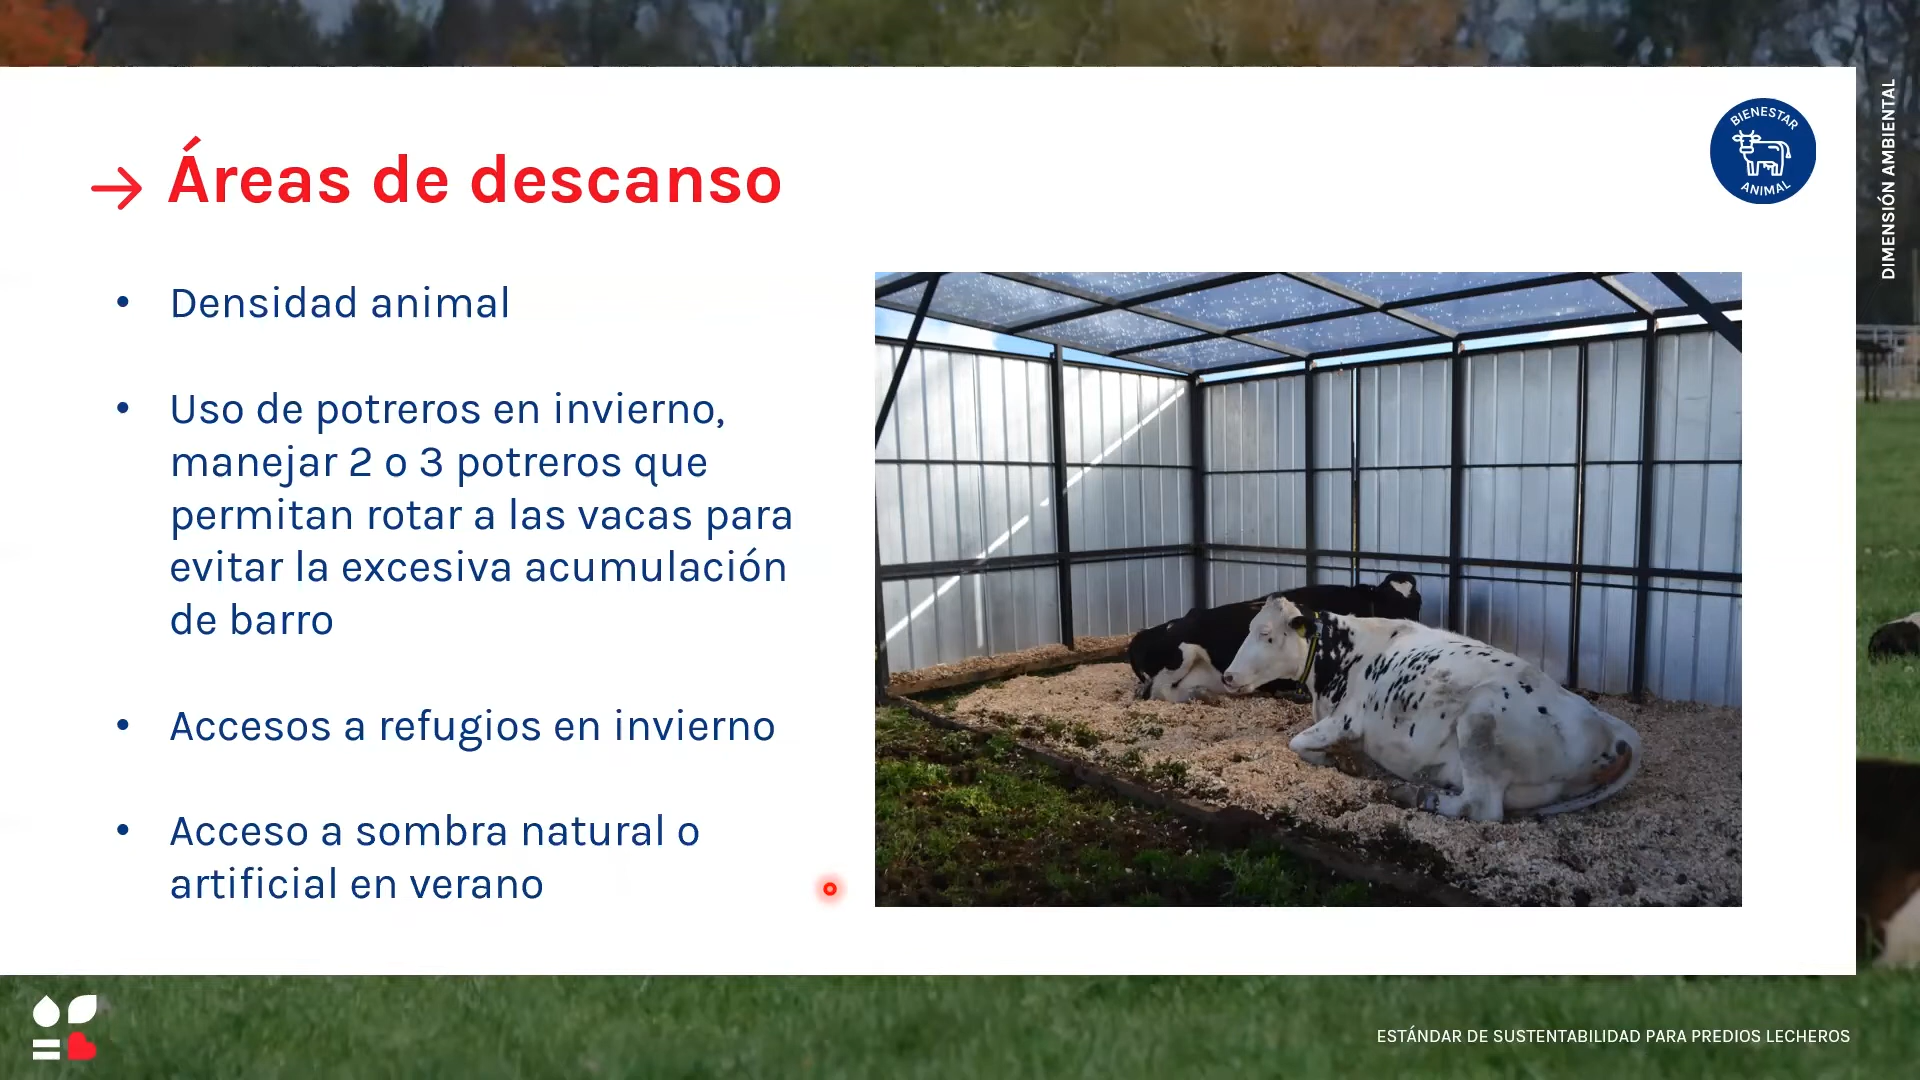 → Áreas de descanso
BIENESTAR
ANIMAL
DIMENSIÓN AMBIENTAL
• Densidad animal
• Uso de potreros en invierno,
manejar 2 o 3 potreros que
permitan rotar a las vacas para
evitar la excesiva acumulación
de barro
• Accesos a refugios en invierno
• Acceso a sombra natural o
artificial en verano
ESTÁNDAR DE SUSTENTABILIDAD PARA PREDIOS LECHEROS